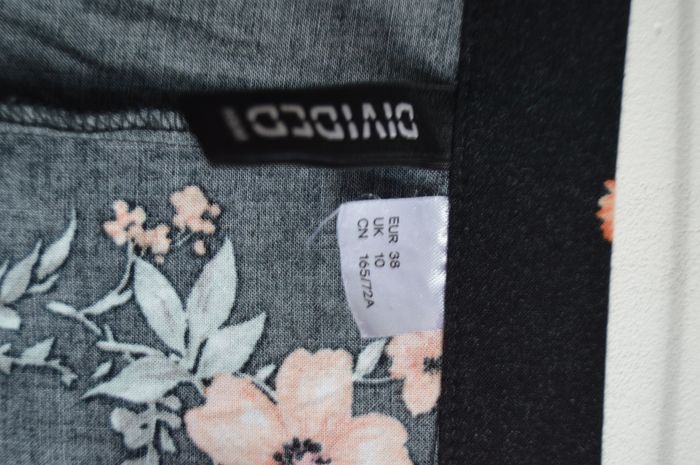 DIVIDED
EUR 38
UK 10
CN 165/72A